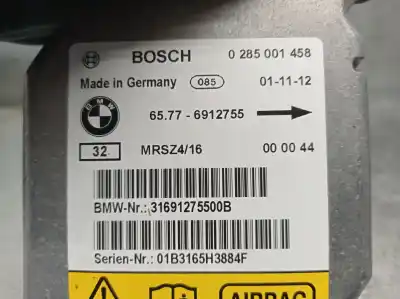 BOSCH 0 285 001 458
Made in Germany 085 01-11-12
BMW
65.77 - 6912755
32 MRSZ4/16 00 00 44
BMW-Nr.: 31691275500B
Serien-Nr.: 01B3165H3884F
AIRBAG